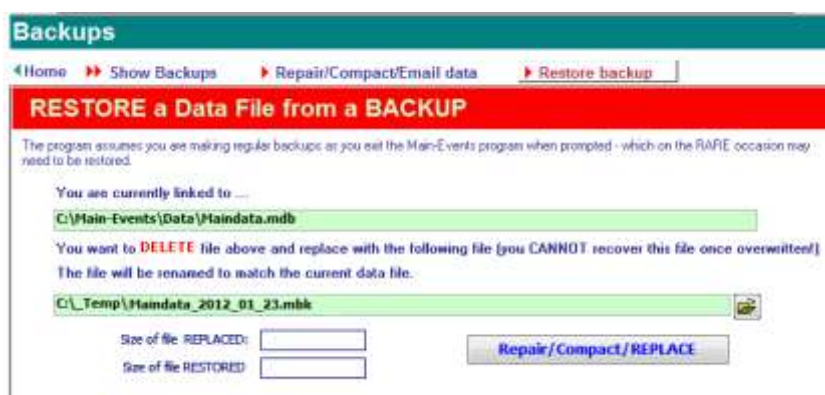 Backups
Home Show Backups Repair/Compact/Email data Restore backup
RESTORE a Data File from a BACKUP
The program assumes you are making regular backups as you exit the Main-Events program when prompted - which on the RARE occasion may
need to be restored.
You are currently linked to ....
C:\Main-Events\Data\Maindata.mdb
You want to DELETE file above and replace with the following file (you CANNOT recover this file once overwritten!)
The file will be renamed to match the current data file.
C:\_Temp\Maindata_2012_01_23.mbk
Size of file REPLACED:
Repair/Compact/REPLACE
Size of file RESTORED